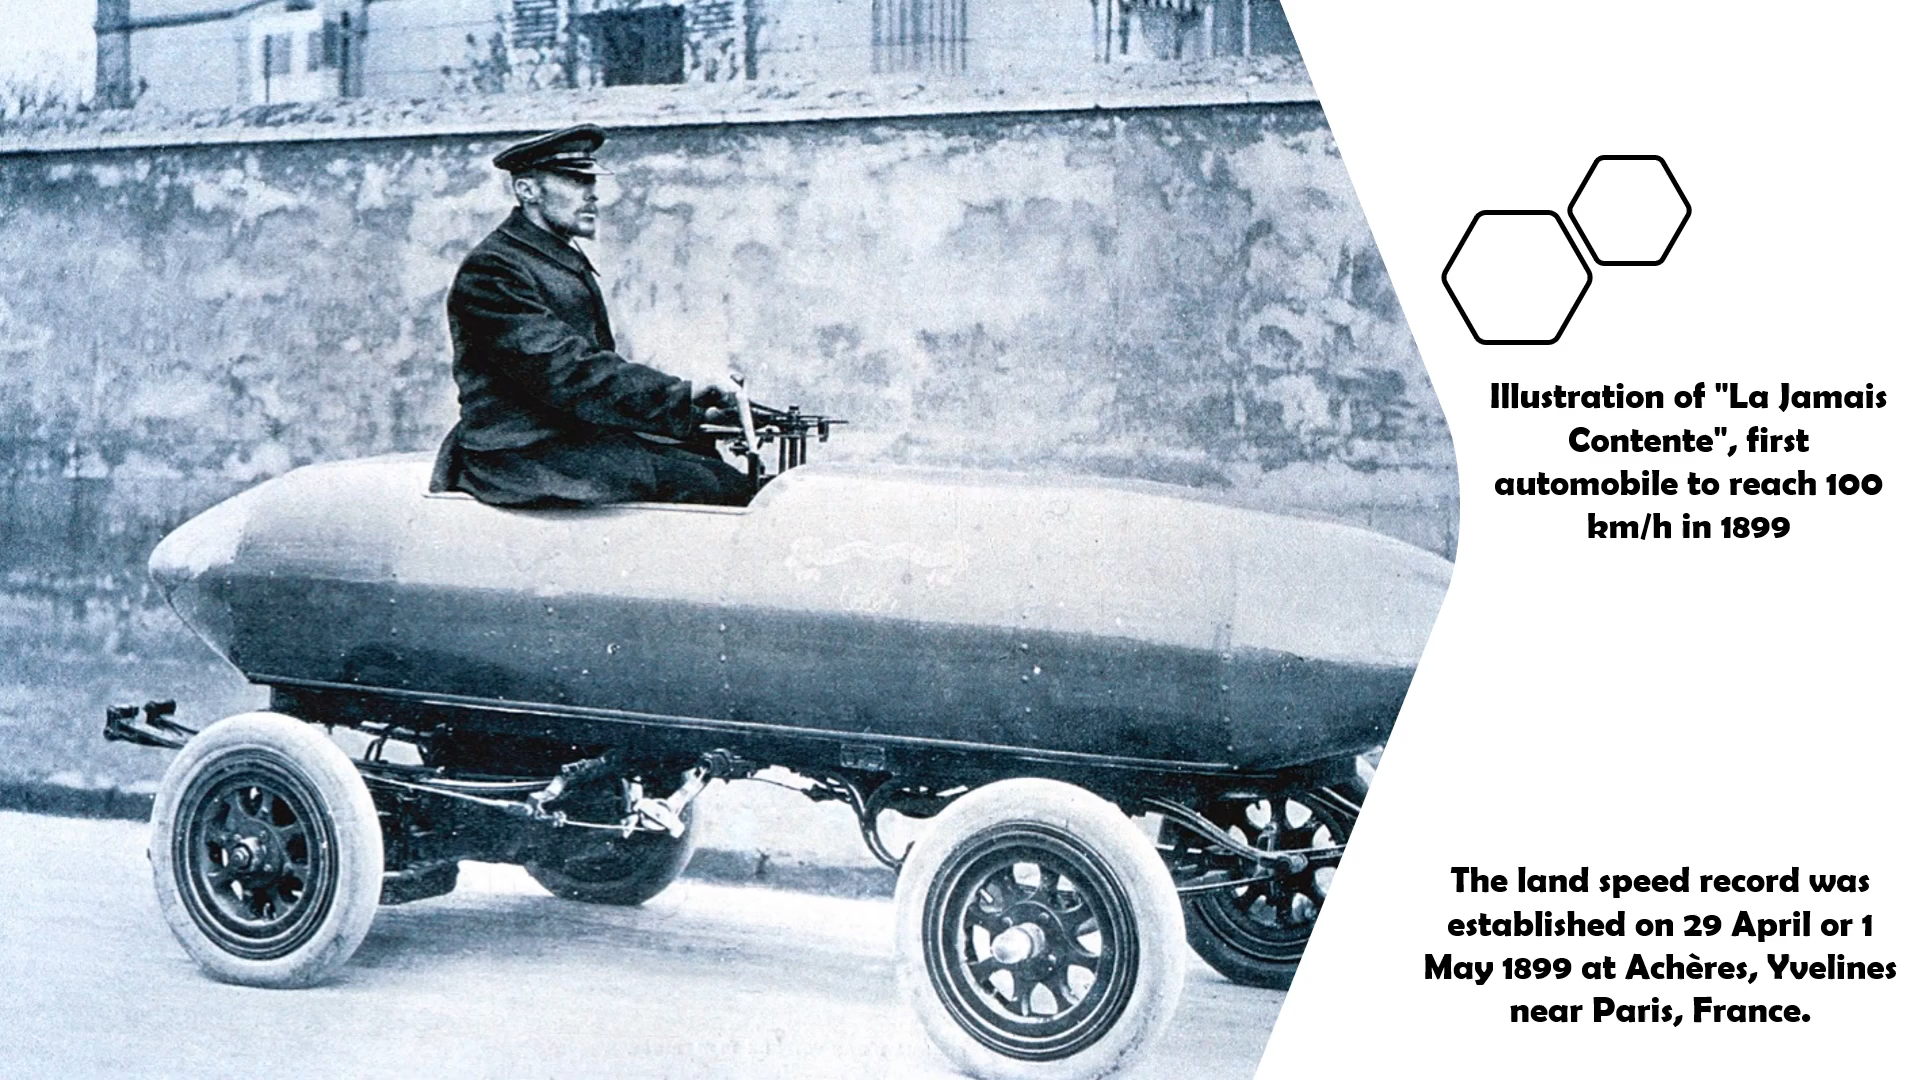 Illustration of "La Jamais
Contente", first
automobile to reach 100
km/h in 1899
The land speed record was
established on 29 April or 1
May 1899 at Achères, Yvelines
near Paris, France.